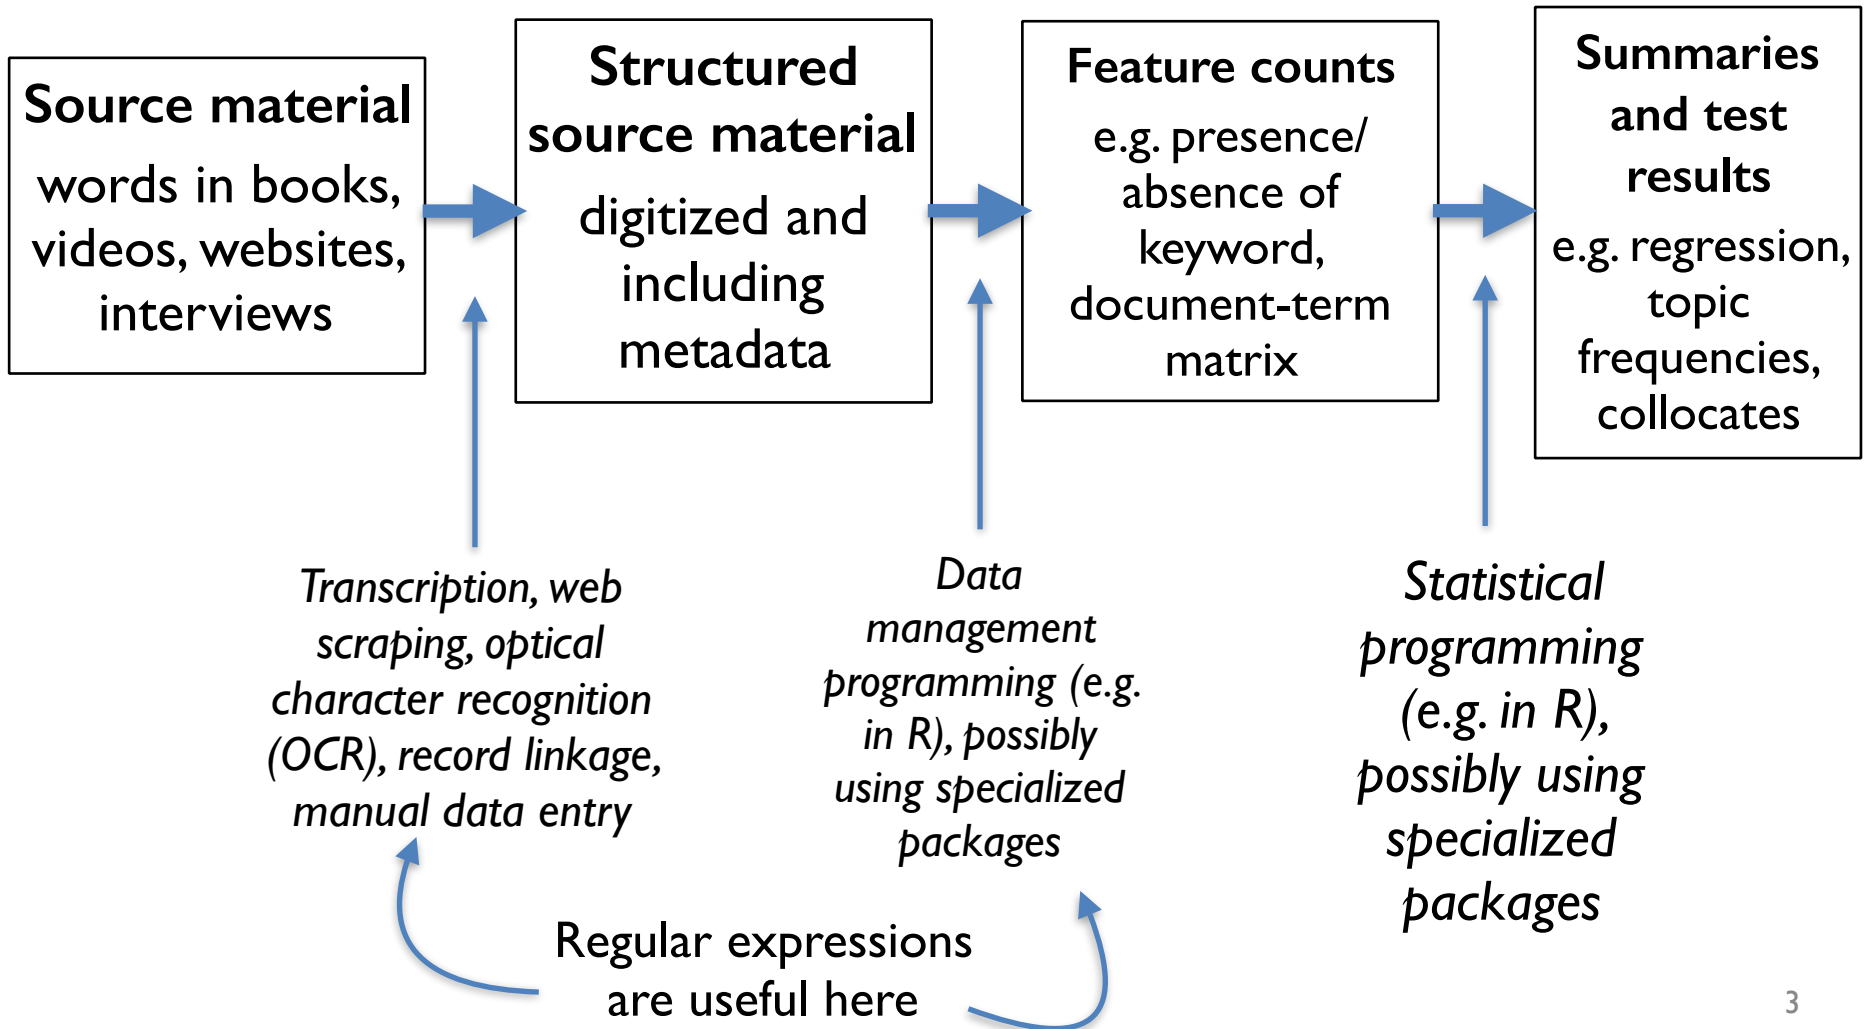 Source material
words in books,
videos, websites,
interviews
Structured
source material
digitized and
including
metadata
Feature counts
e.g. presence/
absence of
keyword,
document-term
matrix
Summaries
and test
results
e.g. regression,
topic
frequencies,
collocates
Transcription, web
scraping, optical
character recognition
(OCR), record linkage,
manual data entry
Data
management
programming (e.g.
in R), possibly
using specialized
packages
Statistical
programming
(e.g. in R),
possibly using
specialized
packages
Regular expressions
are useful here
3